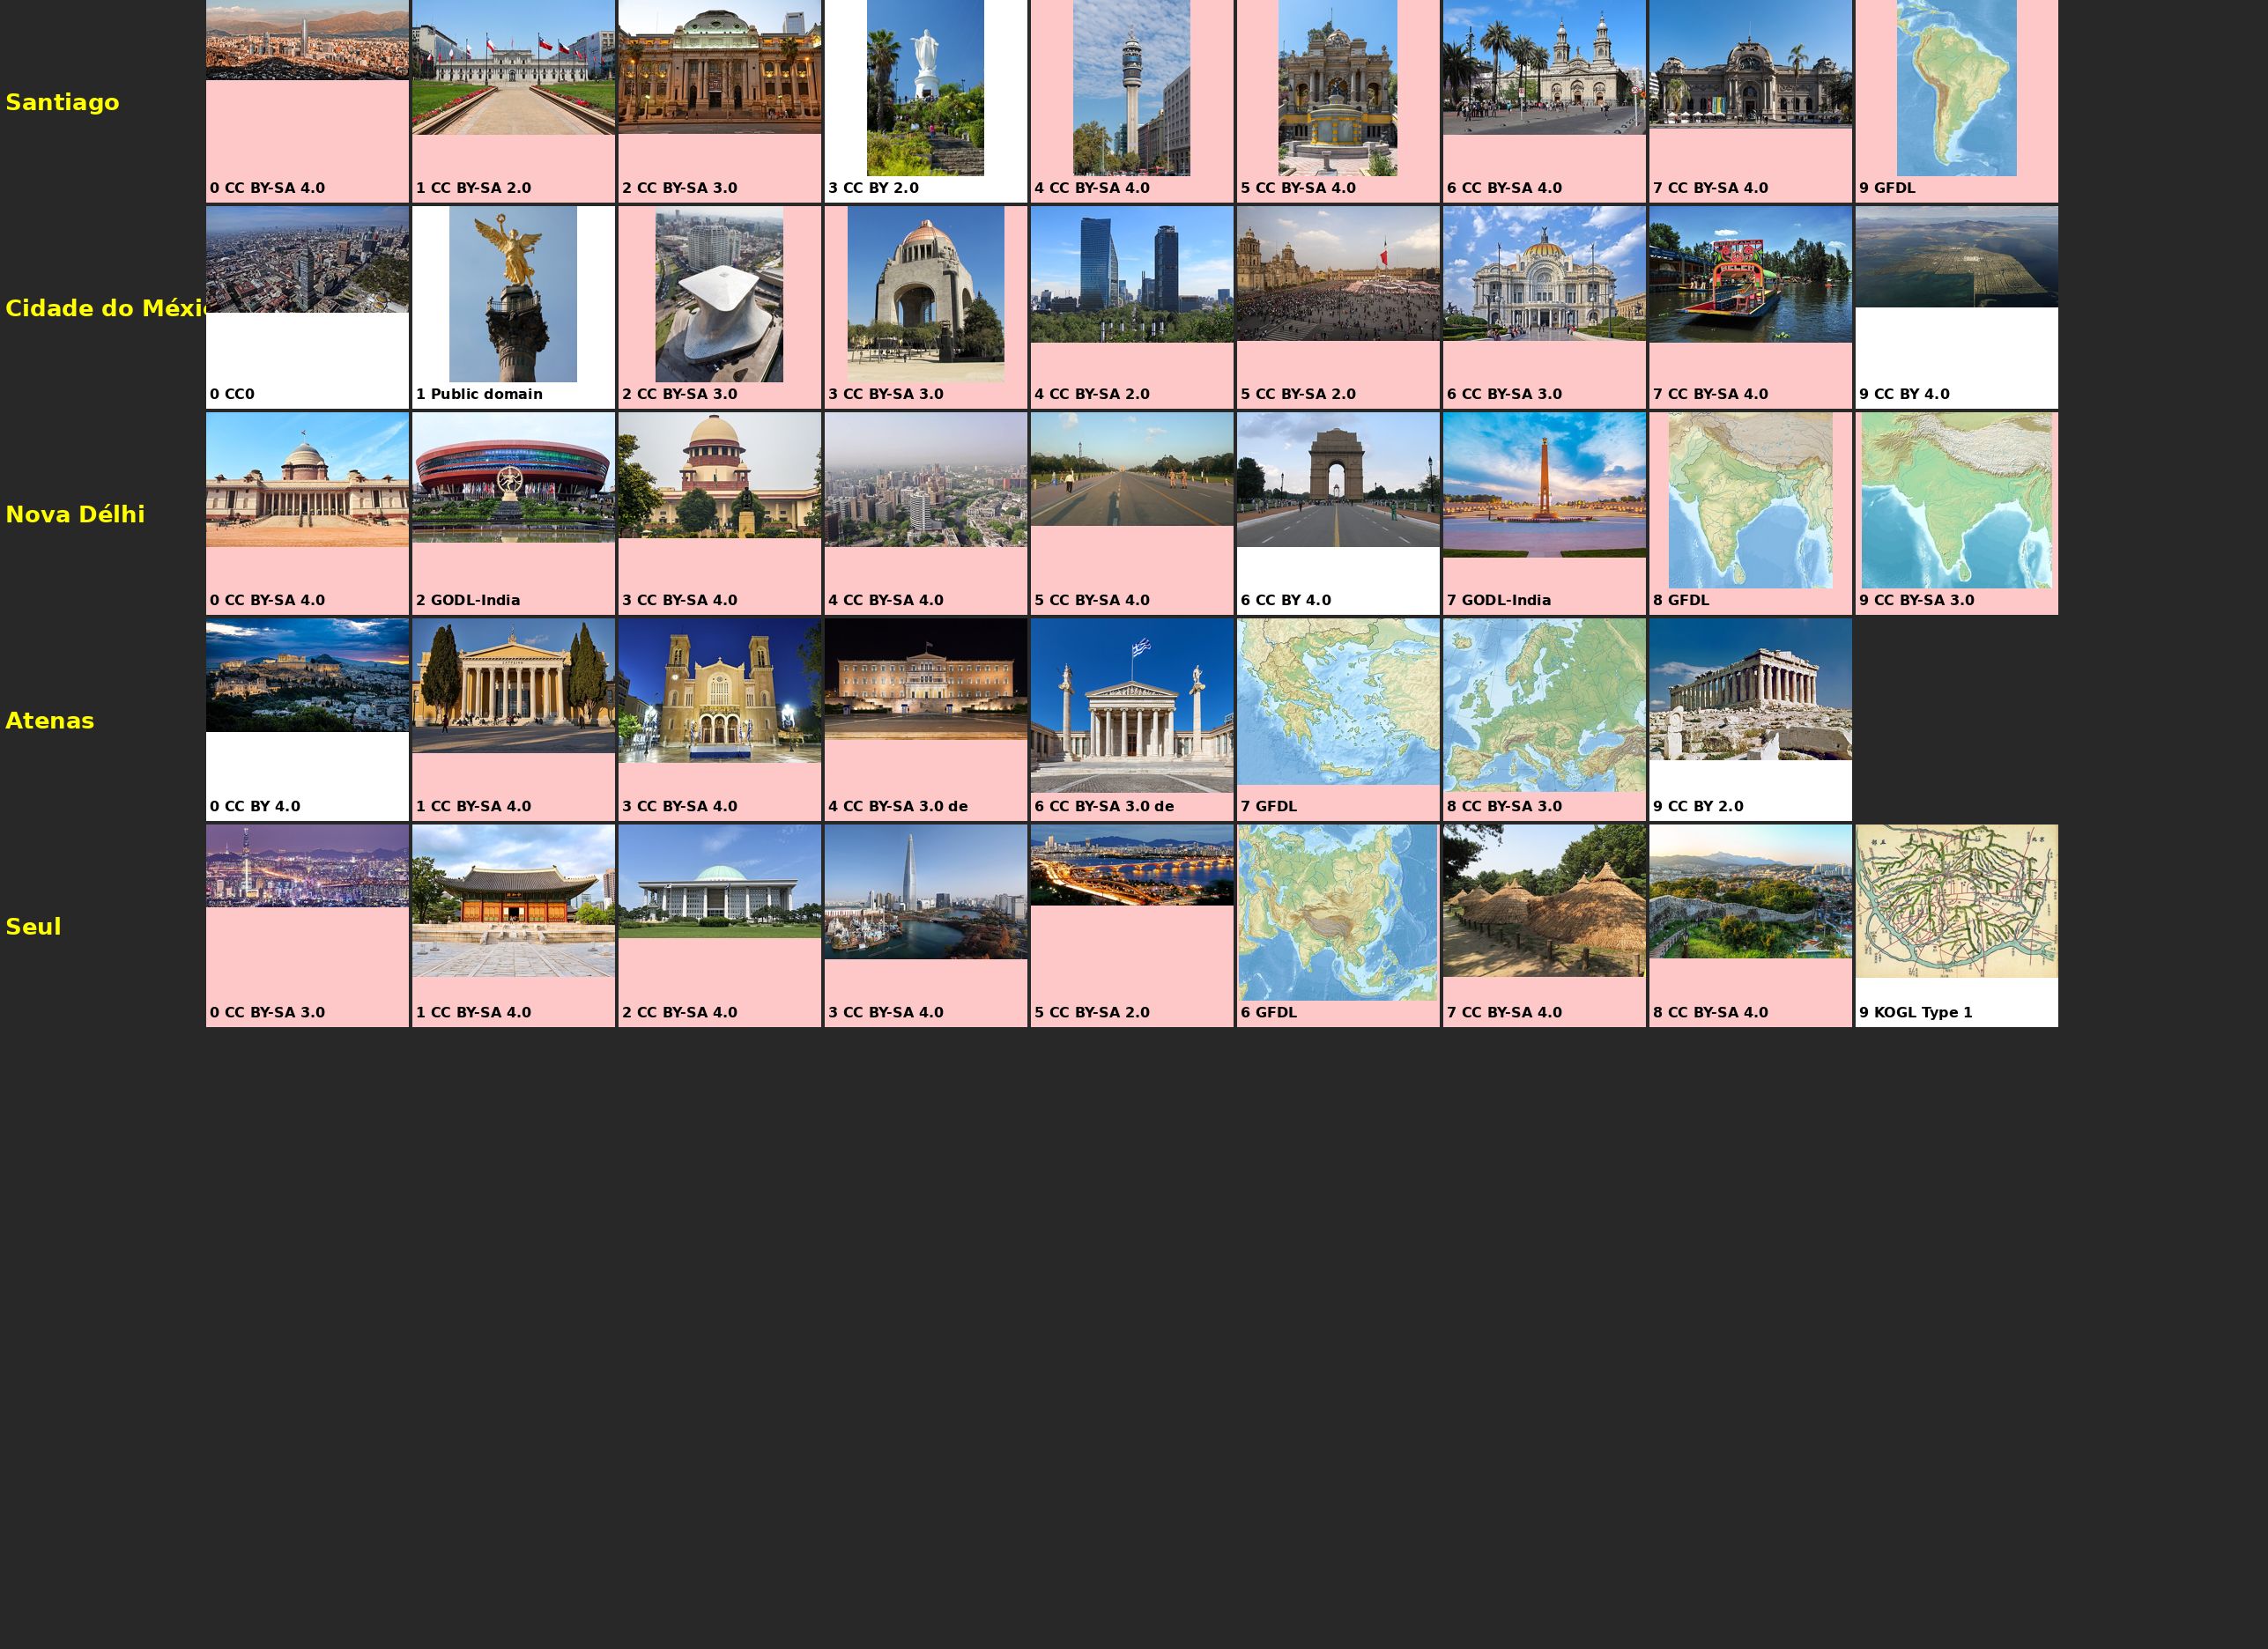 Santiago
0 CC BY-SA 4.0
1 CC BY-SA 2.0
2 CC BY-SA 3.0
3 CC BY 2.0
4 CC BY-SA 4.0
5 CC BY-SA 4.0
6 CC BY-SA 4.0
7 CC BY-SA 4.0
9 GFDL
Cidade do Méxi
0 CC0
1 Public domain
2 CC BY-SA 3.0
3 CC BY-SA 3.0
4 CC BY-SA 2.0
5 CC BY-SA 2.0
6 CC BY-SA 3.0
7 CC BY-SA 4.0
9 CC BY 4.0
Nova Délhi
0 CC BY-SA 4.0
2 GODL-India
3 CC BY-SA 4.0
4 CC BY-SA 4.0
5 CC BY-SA 4.0
6 CC BY 4.0
7 GODL-India
8 GFDL
9 CC BY-SA 3.0
Atenas
0 CC BY 4.0
1 CC BY-SA 4.0
3 CC BY-SA 4.0
4 CC BY-SA 3.0 de
6 CC BY-SA 3.0 de
7 GFDL
8 CC BY-SA 3.0
9 CC BY 2.0
Seul
0 CC BY-SA 3.0
1 CC BY-SA 4.0
2 CC BY-SA 4.0
3 CC BY-SA 4.0
5 CC BY-SA 2.0
6 GFDL
7 CC BY-SA 4.0
8 CC BY-SA 4.0
9 KOGL Type 1